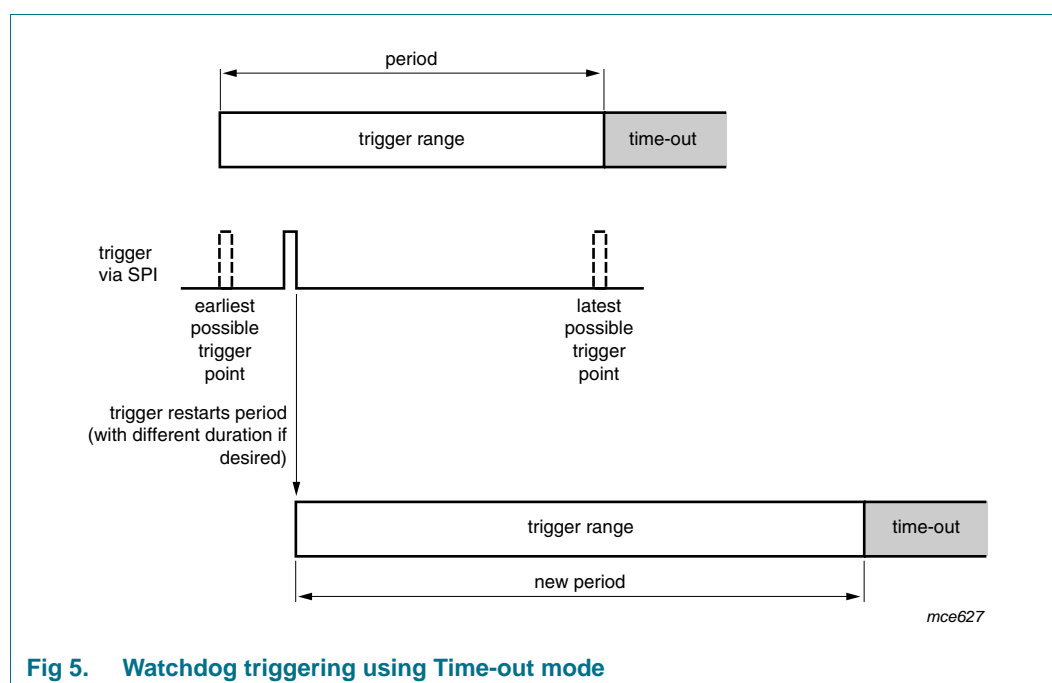 period
trigger range
time-out
trigger
via SPI
earliest
possible
trigger
point
latest
possible
trigger
point
trigger restarts period
(with different duration if
desired)
trigger range
time-out
new period
mce627
Fig 5. Watchdog triggering using Time-out mode